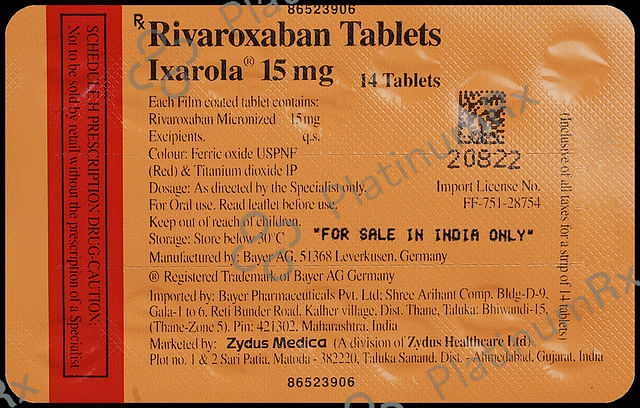 86523906
Rx Rivaroxaban Tablets
Ixarola® 15 mg 14 Tablets
Each Film coated tablet contains:
Rivaroxaban Micronized 15mg
Excipients. q.s.
Colour: Ferric oxide USPNF
(Red) & Titanium dioxide IP
Dosage: As directed by the Specialist only.
For Oral use. Read leaflet before use.
Keep out of reach of children.
Storage: Store below 30°C
20822
Import License No.
FF-751-28754
"FOR SALE IN INDIA ONLY"
Manufactured by: Bayer AG, 51368 Leverkusen, Germany
® Registered Trademark of Bayer AG Germany
Imported by: Bayer Pharmaceuticals Pvt. Ltd; Shree Arihant Comp. Bldg-D-9,
Gala-1 to 6, Reti Bunder Road, Kalher village, Dist. Thane, Taluka: Bhiwandi-15,
(Thane-Zone 5). Pin: 421302, Maharashtra, India
Marketed by: Zydus Medica (A division of Zydus Healthcare Ltd)
Plot no. 1 & 2 Sari Patia, Matoda - 382220, Taluka Sanand, Dist. - Ahmedabad, Gujarat, India
86523906
SCHEDULE H PRESCRIPTION DRUG-CAUTION:
Not to be sold by retail without the prescription of a Specialist
(Inclusive of all taxes for a strip of 14 tablets)
PlatinumRx
PlatinumRx